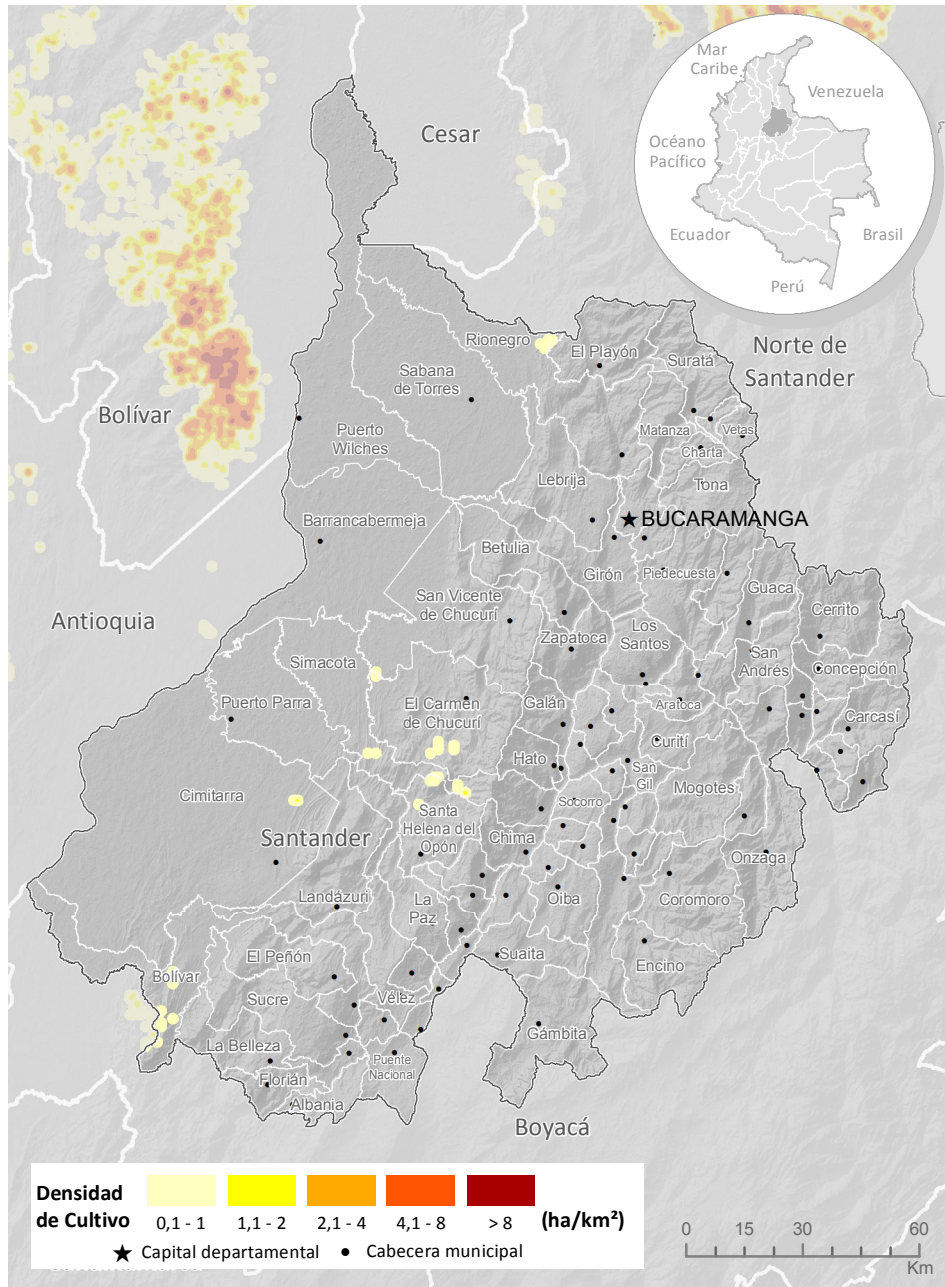 Mar
Caribe
Venezuela
Océano
Pacífico
Ecuador
Brasil
Perú
Cesar
Norte de
Santander
Bolívar
Antioquia
Boyacá
Santander
Rionegro
El Playón
Suratá
Sabana
de Torres
Puerto
Wilches
Matanza
Vetas
Charta
Lebrija
Tona
Barrancabermeja
BUCARAMANGA
Betulia
Girón
Piedecuesta
Guaca
San Vicente
de Chucurí
Cerrito
Zapatoca
Los
Santos
Simacota
San
Andrés
Concepción
Puerto Parra
El Carmen
de Chucurí
Galán
Aratoca
Carcasí
Curití
Hato
San
Gil
Mogotes
Cimitarra
Socorro
Santa
Helena del
Opón
Chima
Onzaga
Landázuri
La
Paz
Oiba
Coromoro
El Peñón
Suaita
Encino
Bolívar
Sucre
Vélez
Gámbita
La Belleza
Puente
Nacional
Florián
Albania
Densidad
de Cultivo
0,1 - 1
1,1 - 2
2,1 - 4
4,1 - 8
> 8
(ha/km²)
Capital departamental
Cabecera municipal
0 15 30 60
Km